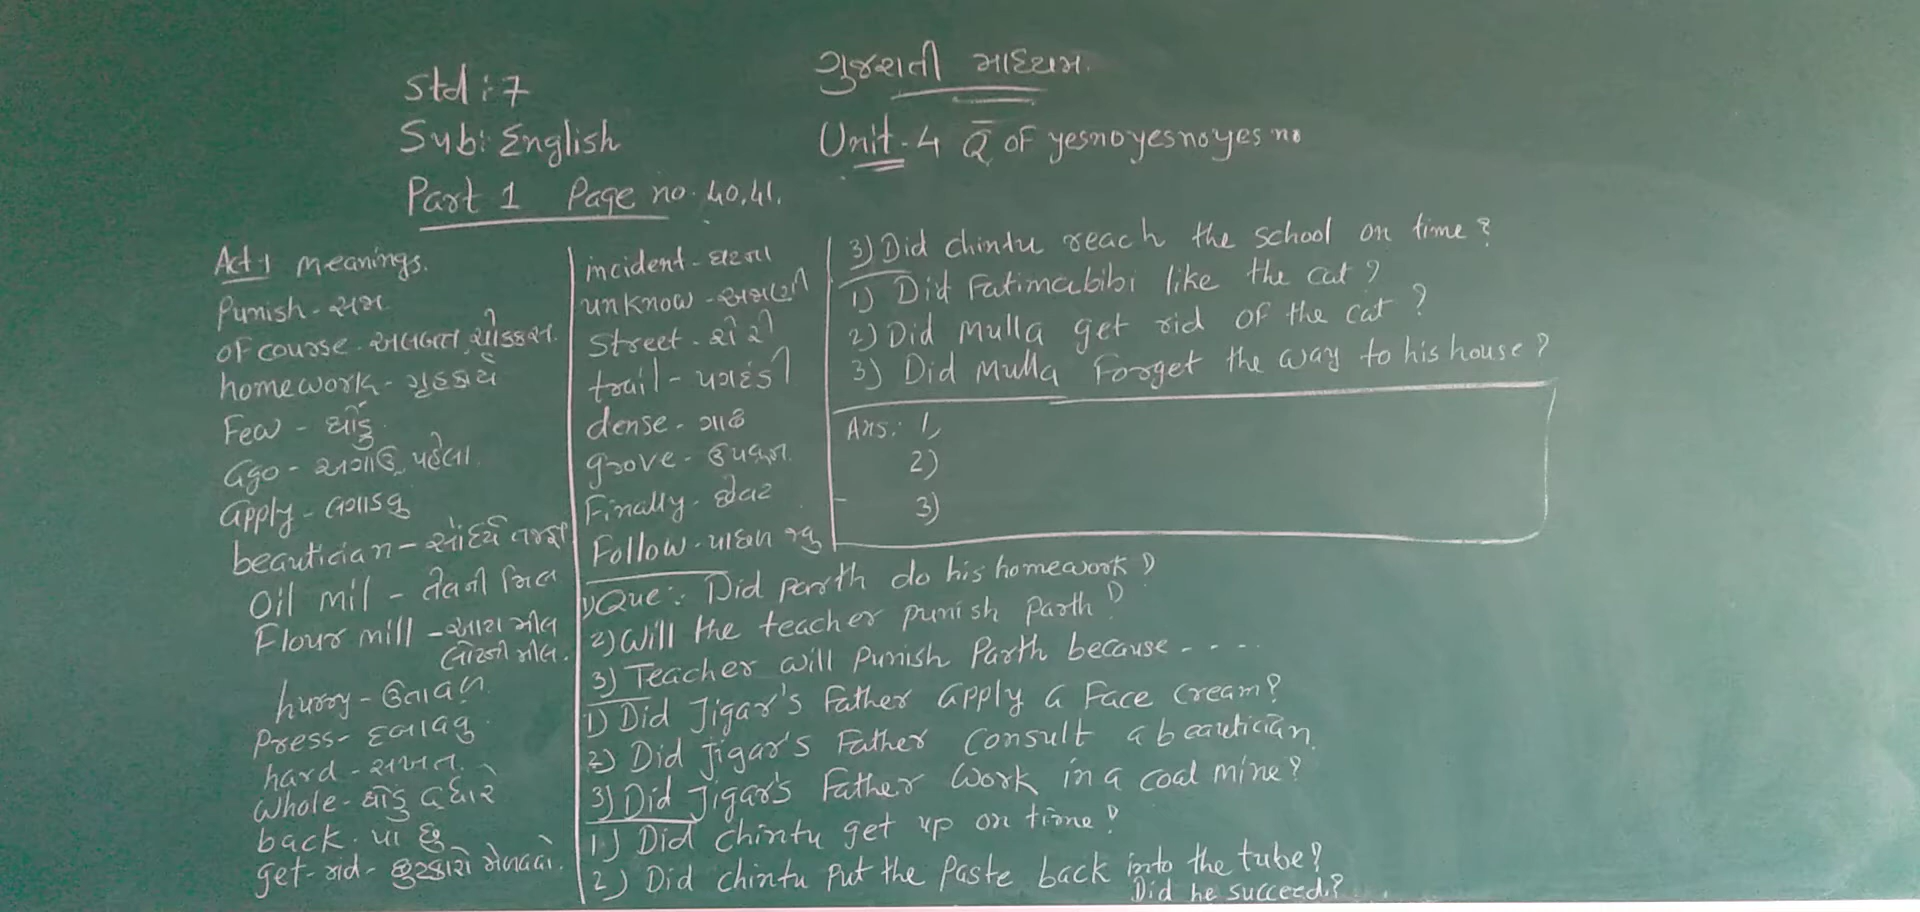 Std : 7
Sub: English
Part 1 Page no. 40,41.
ગુજરાતી માધ્યમ.
Unit-4 Q of yesnoyesnoyes no
Act 1 meanings.
Punish - સજા
of course - અલબત્ત, ચોક્કસ.
homework - ગૃહકાર્ય
Few - થોડું
ago - અગાઉ, પહેલા
apply - લગાડવું
beautician - સૌંદર્ય તજજ્ઞ
Oil mil - તેલની મિલ
Flour mill - આટા મીલ
લોટની મીલ.
hurry - ઉતાવળ
Press - દબાવવું
hard - સખત.
Whole - થોડું વધારે
back - પાછું
get-rid - છુટકારો મેળવવો.
incident - ઘટના
unknow - અજાણી
street - શેરી
trail - પગદંડી
dense - ગાઢ
grove - ઉપવન.
Finally - છેવટ
Follow - પાછળ જવુ
1) Que: Did parth do his homework?
2) Will the teacher punish Parth?
3) Teacher will Punish Parth because - - - -
1) Did Jigar's Father apply a Face cream?
2) Did Jigar's Father Consult a beautician.
3) Did Jigar's Father Work in a coal mine?
1) Did Chintu get up on time?
2) Did chintu Put the Paste back into the tube?
Did he succeed.?
3) Did chintu reach the school on time?
1) Did Fatimabibi like the cat?
2) Did Mulla get rid of the cat?
3) Did Mulla Forget the way to his house?
Ans: 1,
2)
3)